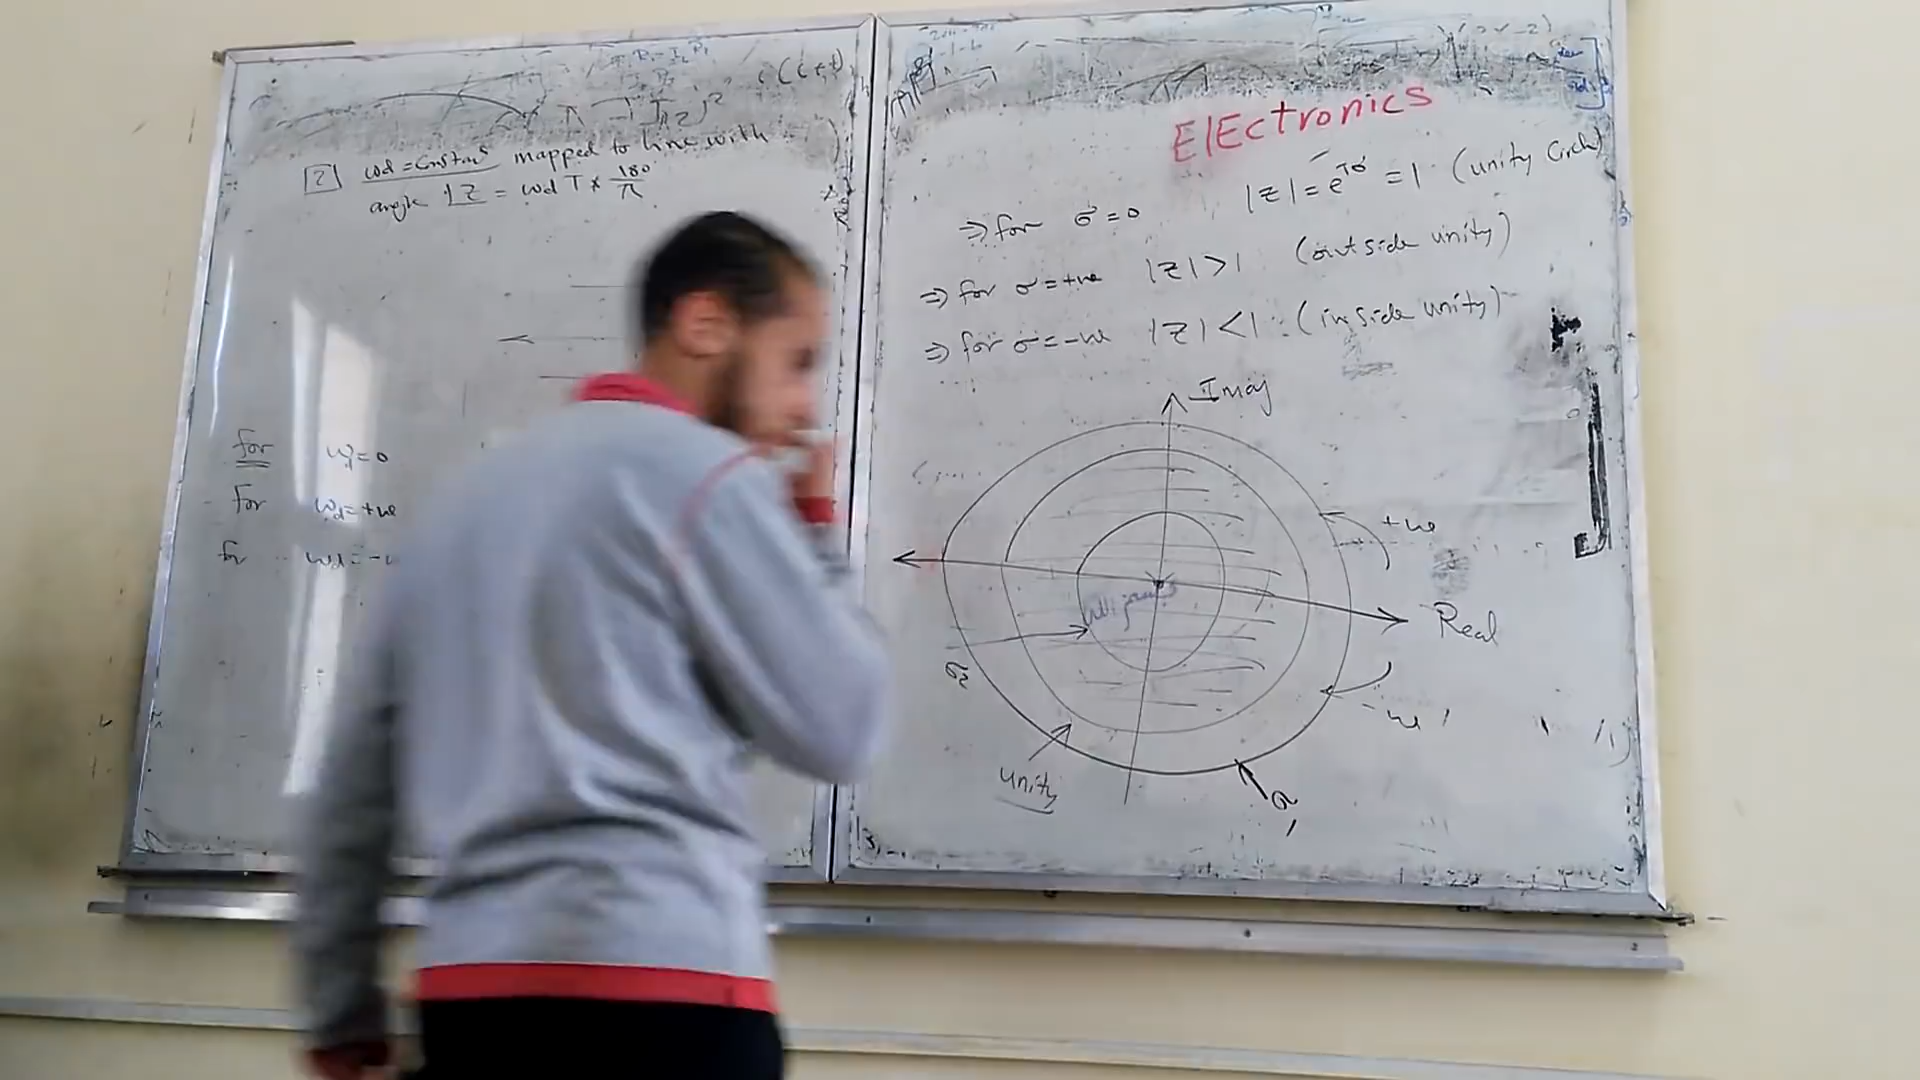 [2] ωd = Constant mapped to line with
angle ∠Z = ωd T * 180/π
for ωd = 0
for ωd = +ve
for ωd = -v
Electronics
⇒ for σ = 0 |z| = e^Tσ = 1 (unity Circle)
⇒ for σ = +ve |z| > 1 (outside unity)
⇒ for σ = -ve |z| < 1 (inside unity)
Imag
+ve
Real
σ2
-ve
unity
σ1